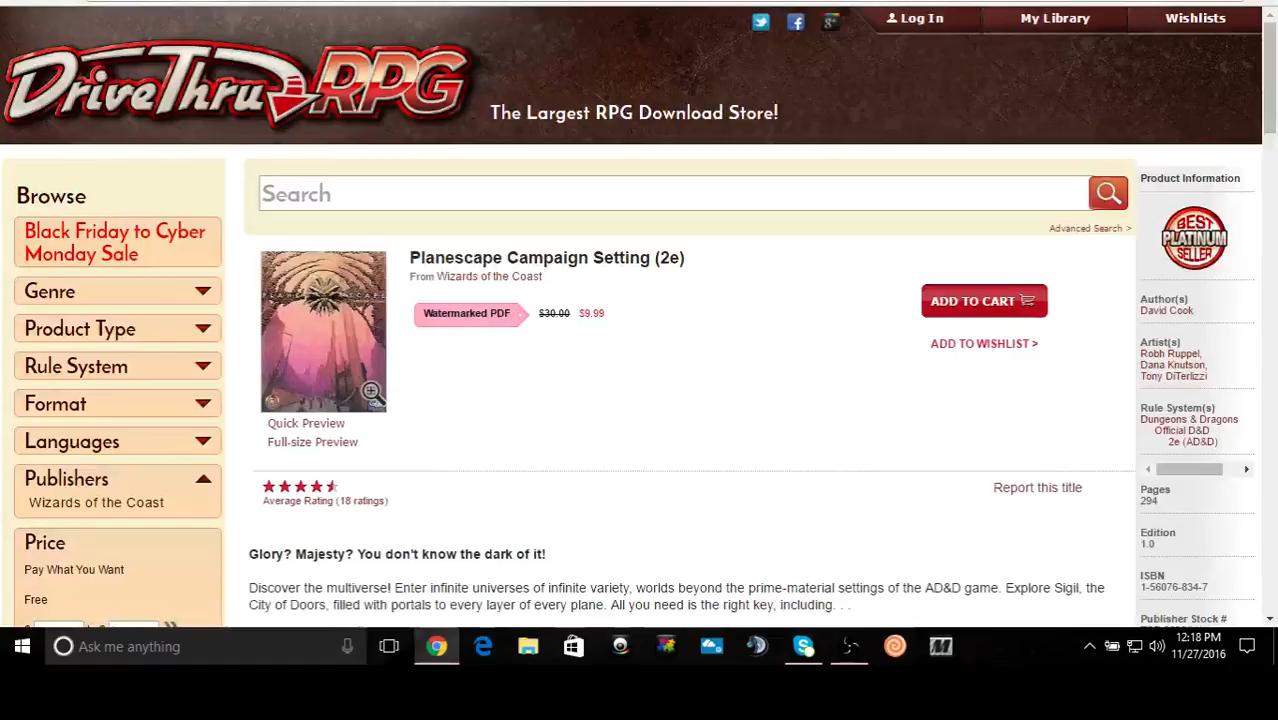 Log In
My Library
Wishlists
DriveThruRPG
The Largest RPG Download Store!
Browse
Black Friday to Cyber
Monday Sale
Genre
Product Type
Rule System
Format
Languages
Publishers
Wizards of the Coast
Price
Pay What You Want
Free
Search
Advanced Search >
PLANESCAPE
Planescape Campaign Setting (2e)
From Wizards of the Coast
Watermarked PDF $30.00 $9.99
ADD TO CART
ADD TO WISHLIST >
Quick Preview
Full-size Preview
Average Rating (18 ratings)
Report this title
Glory? Majesty? You don't know the dark of it!
Discover the multiverse! Enter infinite universes of infinite variety, worlds beyond the prime-material settings of the AD&D game. Explore Sigil, the
City of Doors, filled with portals to every layer of every plane. All you need is the right key, including. . .
Product Information
BEST
PLATINUM
SELLER
Author(s)
David Cook
Artist(s)
Robh Ruppel,
Dana Knutson,
Tony DiTerlizzi
Rule System(s)
Dungeons & Dragons
Official D&D
2e (AD&D)
Pages
294
Edition
1.0
ISBN
1-56076-834-7
Publisher Stock #
Ask me anything
12:18 PM
11/27/2016